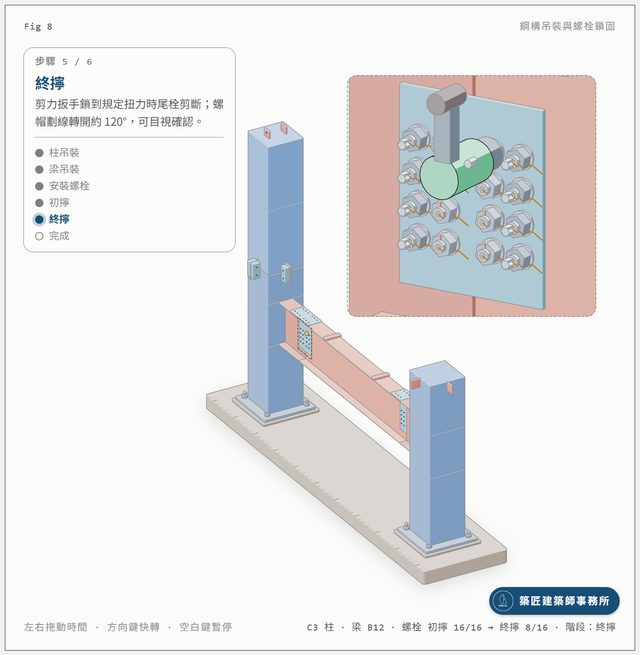 Fig 8
鋼構吊裝與螺栓鎖固
步驟 5 / 6
終擰
剪力扳手鎖到規定扭力時尾栓剪斷；螺
帽劃線轉開約 120°，可目視確認。
柱吊裝
梁吊裝
安裝螺栓
初擰
終擰
完成
築匠建築師事務所
左右拖動時間 · 方向鍵快轉 · 空白鍵暫停
C3 柱 · 梁 B12 · 螺栓 初擰 16/16 → 終擰 8/16 · 階段：終擰